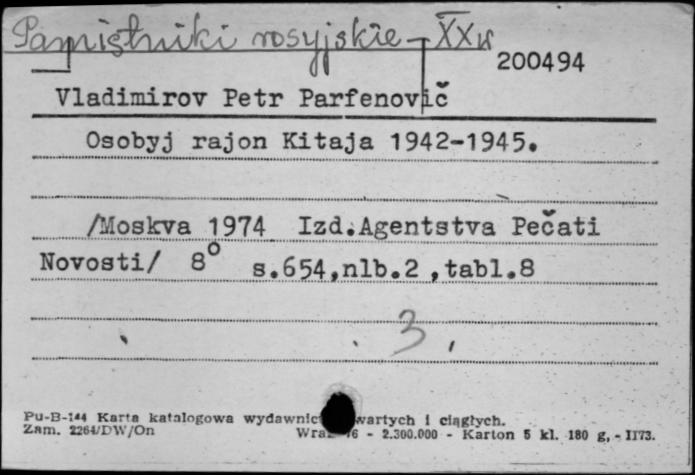 Pamiętniki rosyjskie – XX w
200494
Vladimirov Petr Parfenovič
Osobyj rajon Kitaja 1942-1945.
/Moskva 1974 Izd.Agentstva Pečati
Novosti/ 8° s.654,nlb.2,tabl.8
3
Pu-B-144 Karta katalogowa wydawnict wartych i ciągłych.
Zam. 2264/DW/On - 2.300.000 - Karton 5 kl. 180 g, - II73.